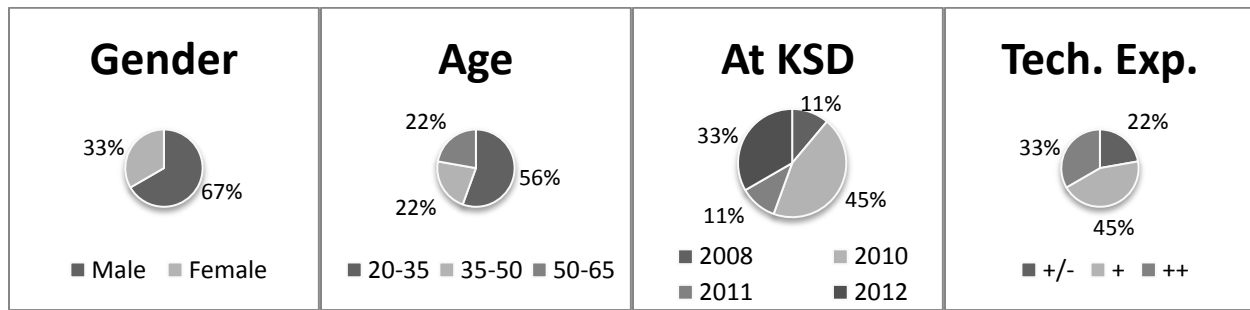 Gender
33%
67%
Male Female
Age
22%
56%
22%
20-35 35-50 50-65
At KSD
11%
33%
45%
11%
2008 2010
2011 2012
Tech. Exp.
22%
33%
45%
+/- + ++